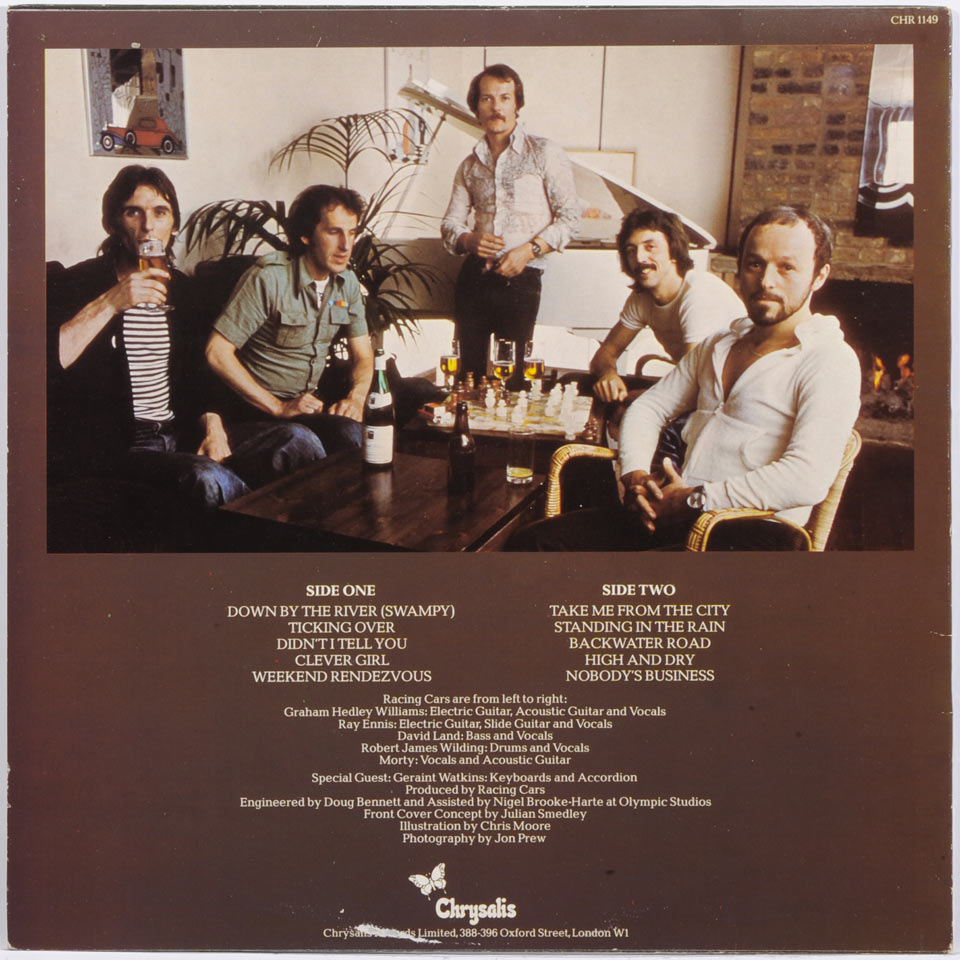 CHR 1149
SIDE ONE
DOWN BY THE RIVER (SWAMPY)
TICKING OVER
DIDN'T I TELL YOU
CLEVER GIRL
WEEKEND RENDEZVOUS
SIDE TWO
TAKE ME FROM THE CITY
STANDING IN THE RAIN
BACKWATER ROAD
HIGH AND DRY
NOBODY'S BUSINESS
Racing Cars are from left to right:
Graham Hedley Williams: Electric Guitar, Acoustic Guitar and Vocals
Ray Ennis: Electric Guitar, Slide Guitar and Vocals
David Land: Bass and Vocals
Robert James Wilding: Drums and Vocals
Morty: Vocals and Acoustic Guitar
Special Guest: Geraint Watkins: Keyboards and Accordion
Produced by Racing Cars
Engineered by Doug Bennett and Assisted by Nigel Brooke-Harte at Olympic Studios
Front Cover Concept by Julian Smedley
Illustration by Chris Moore
Photography by Jon Prew
Chrysalis
Limited, 388-396 Oxford Street, London W1